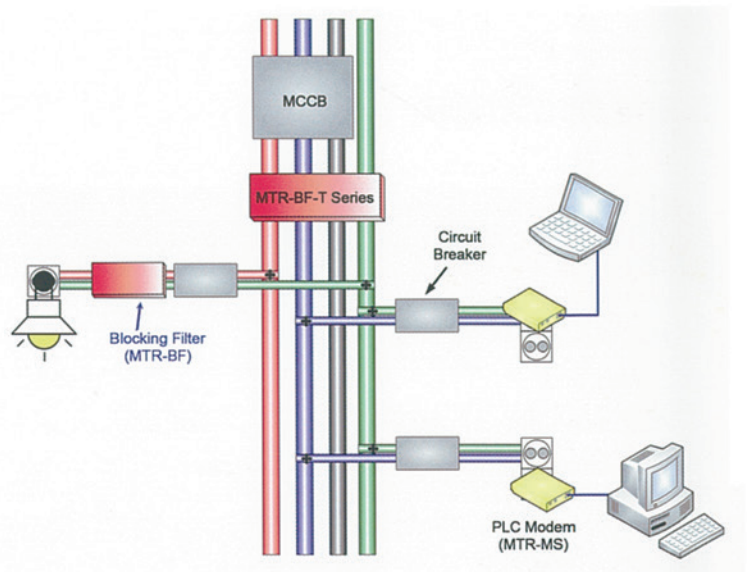 MCCB
MTR-BF-T Series
Circuit
Breaker
Blocking Filter
(MTR-BF)
PLC Modem
(MTR-MS)